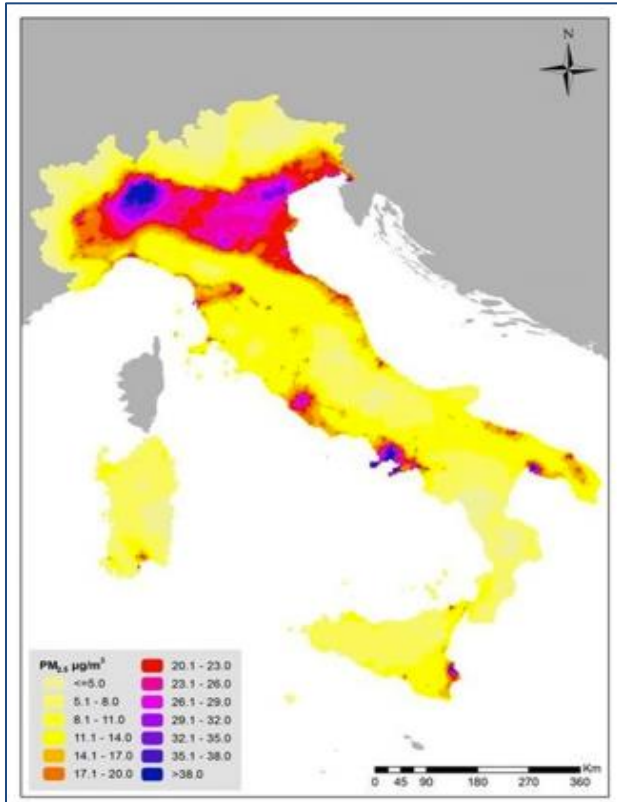 N
PM2.5 µg/m3
<=5.0
5.1 - 8.0
8.1 - 11.0
11.1 - 14.0
14.1 - 17.0
17.1 - 20.0
20.1 - 23.0
23.1 - 26.0
26.1 - 29.0
29.1 - 32.0
32.1 - 35.0
35.1 - 38.0
>38.0
Km
0 45 90 180 270 360